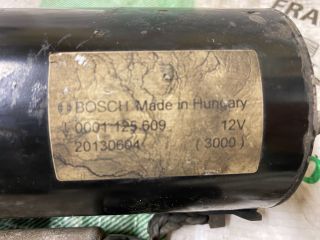 BOSCH Made in Hungary
0001 125 609 12V
20130604 (3000)